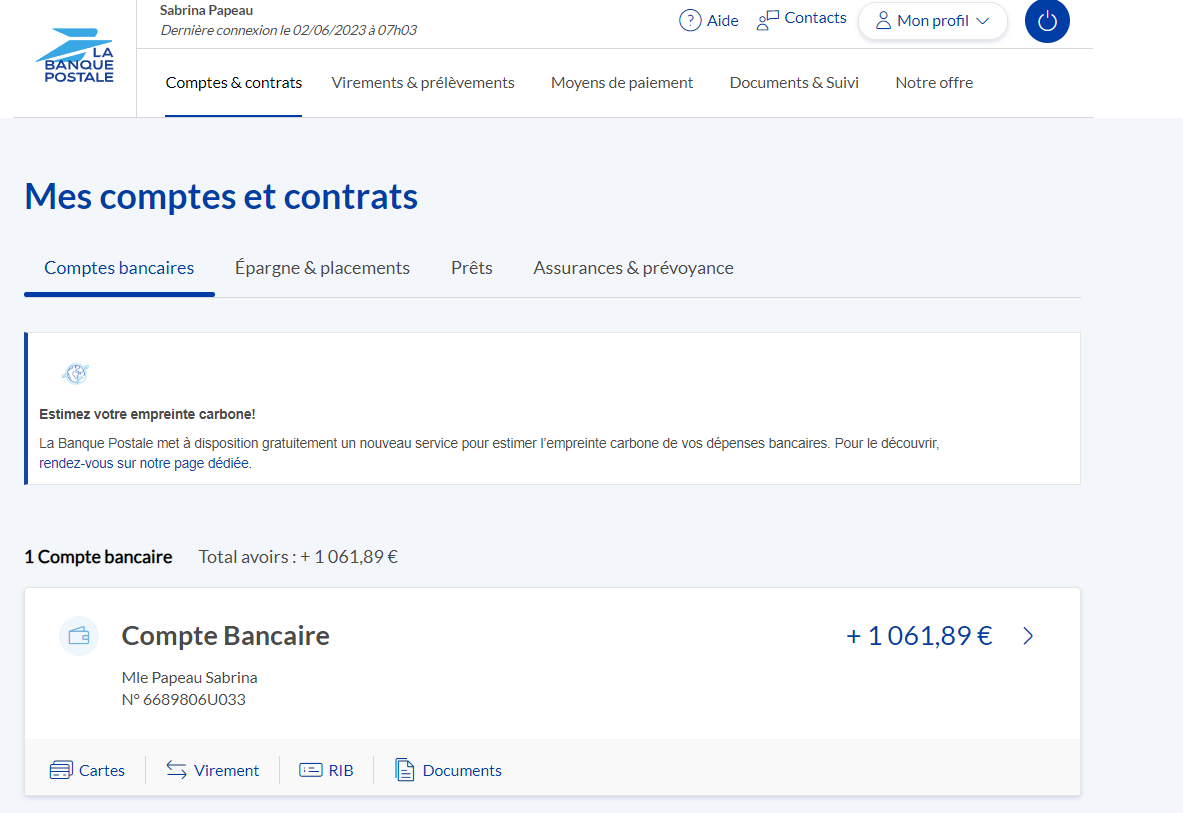 Sabrina Papeau
Dernière connexion le 02/06/2023 à 07h03
? Aide Contacts Mon profil
LA
BANQUE
POSTALE
Comptes & contrats Virements & prélèvements Moyens de paiement Documents & Suivi Notre offre
Mes comptes et contrats
Comptes bancaires Épargne & placements Prêts Assurances & prévoyance
Estimez votre empreinte carbone!
La Banque Postale met à disposition gratuitement un nouveau service pour estimer l'empreinte carbone de vos dépenses bancaires. Pour le découvrir,
rendez-vous sur notre page dédiée.
1 Compte bancaire Total avoirs : + 1 061,89 €
Compte Bancaire + 1 061,89 €
Mle Papeau Sabrina
N° 6689806U033
Cartes Virement RIB Documents